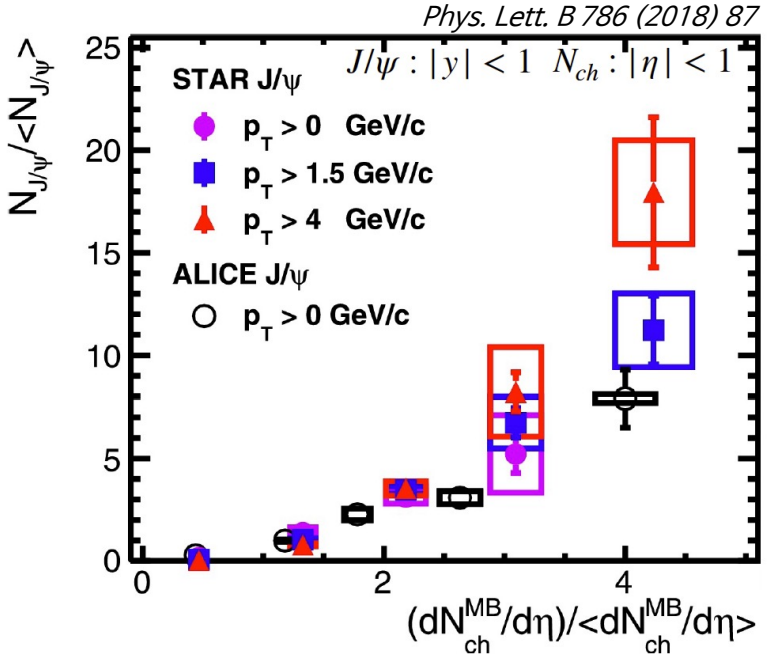 Phys. Lett. B 786 (2018) 87
J/ψ : |y| < 1 N_ch : |η| < 1
STAR J/ψ
p_T > 0 GeV/c
p_T > 1.5 GeV/c
p_T > 4 GeV/c
ALICE J/ψ
p_T > 0 GeV/c
N_J/ψ/<N_J/ψ>
25
20
15
10
5
0
0 2 4
(dN_ch^MB/dη)/<dN_ch^MB/dη>